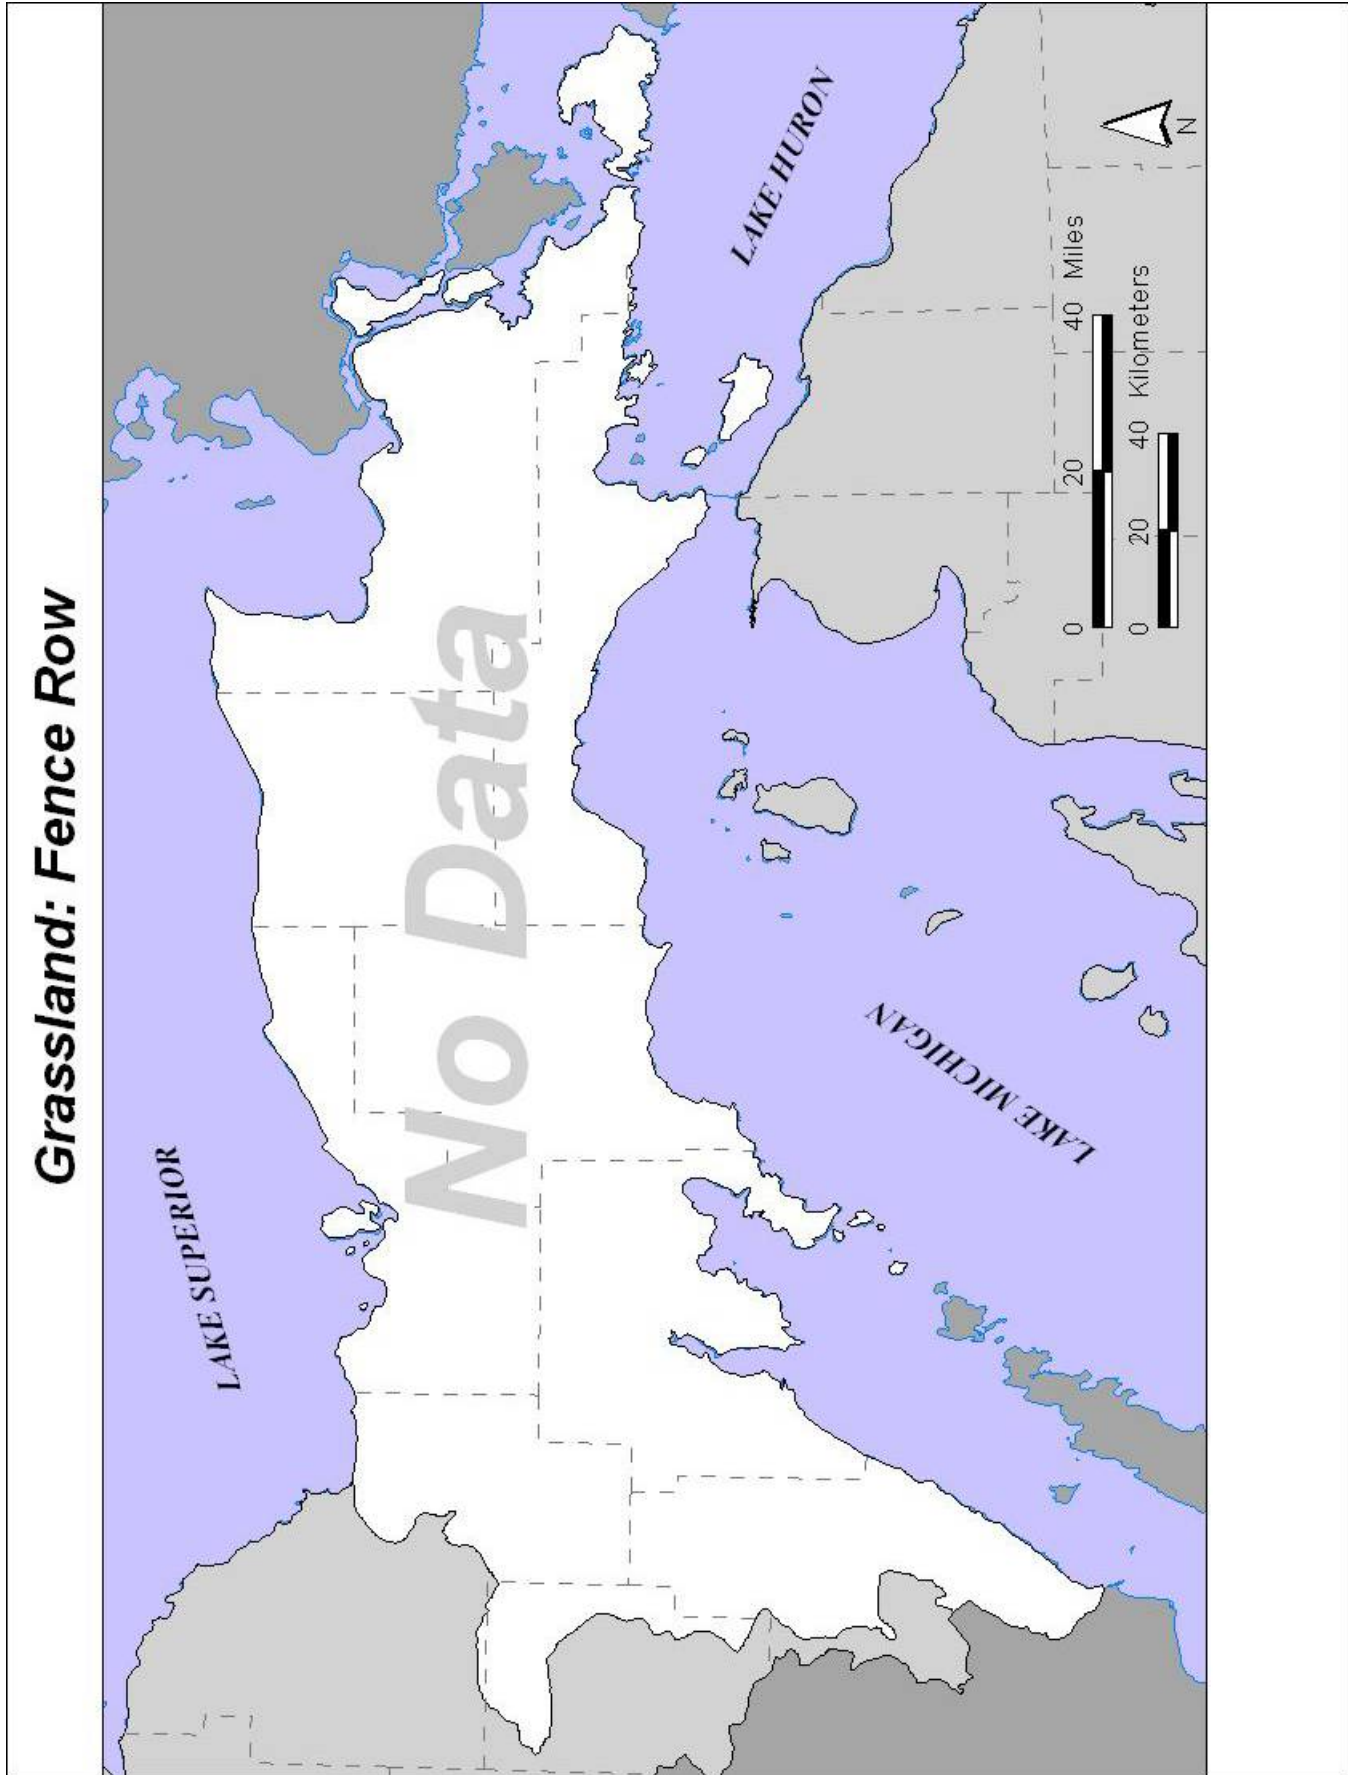 Grassland: Fence Row
LAKE SUPERIOR
No Data
LAKE HURON
LAKE MICHIGAN
0 20 40 Miles
0 20 40 Kilometers
N